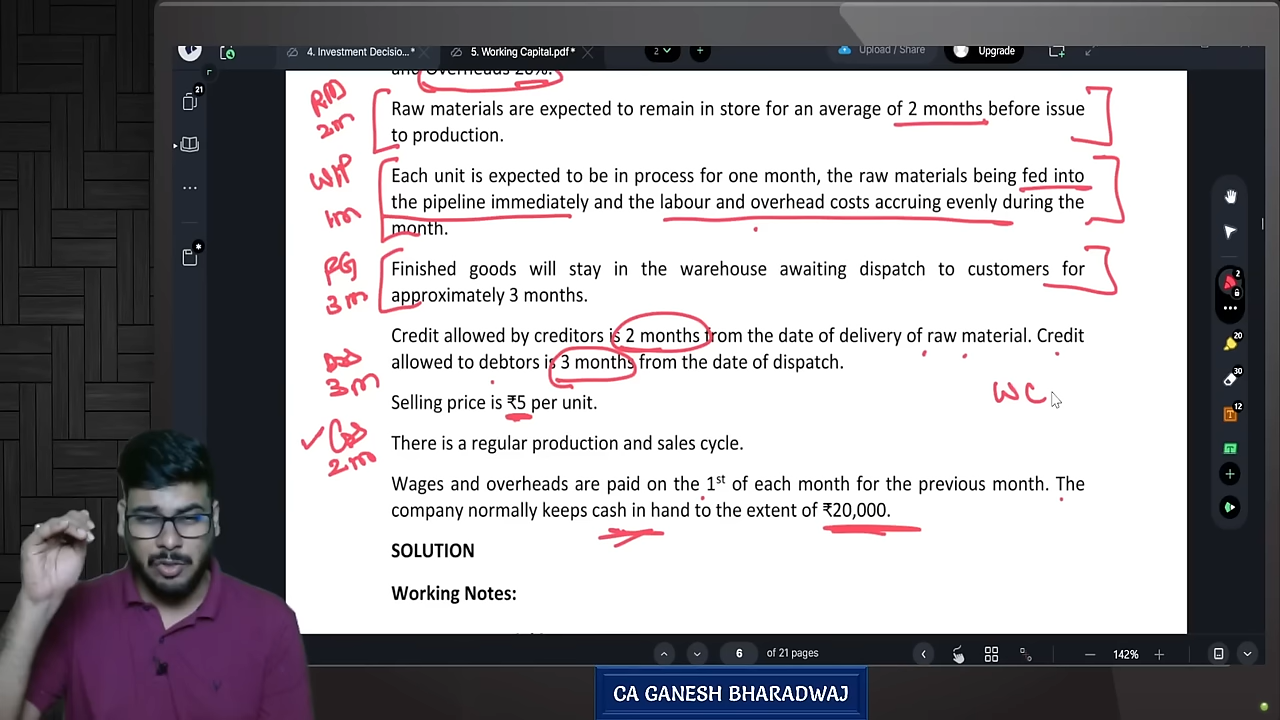 4. Investment Decisio...*
5. Working Capital.pdf*
2
Upload / Share
Upgrade
21
and Overheads 20%.
RM
2m
Raw materials are expected to remain in store for an average of 2 months before issue
to production.
WIP
1m
Each unit is expected to be in process for one month, the raw materials being fed into
the pipeline immediately and the labour and overhead costs accruing evenly during the
month.
FG
3m
Finished goods will stay in the warehouse awaiting dispatch to customers for
approximately 3 months.
Credit allowed by creditors is 2 months from the date of delivery of raw material. Credit
allowed to debtors is 3 months from the date of dispatch.
3m
WC
Selling price is ₹5 per unit.
2m
There is a regular production and sales cycle.
Wages and overheads are paid on the 1st of each month for the previous month. The
company normally keeps cash in hand to the extent of ₹20,000.
SOLUTION
Working Notes:
2
20
30
12
6 of 21 pages
142%
CA GANESH BHARADWAJ